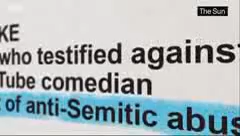 The Sun
KE
who testified against
Tube comedian
t of anti-Semitic abus